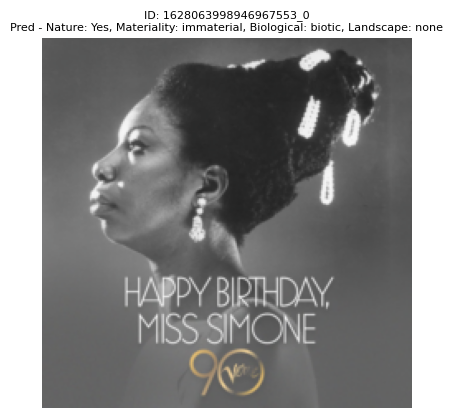 ID: 1628063998946967553_0
Pred - Nature: Yes, Materiality: immaterial, Biological: biotic, Landscape: none
HAPPY BIRTHDAY,
MISS SIMONE
90
Verve